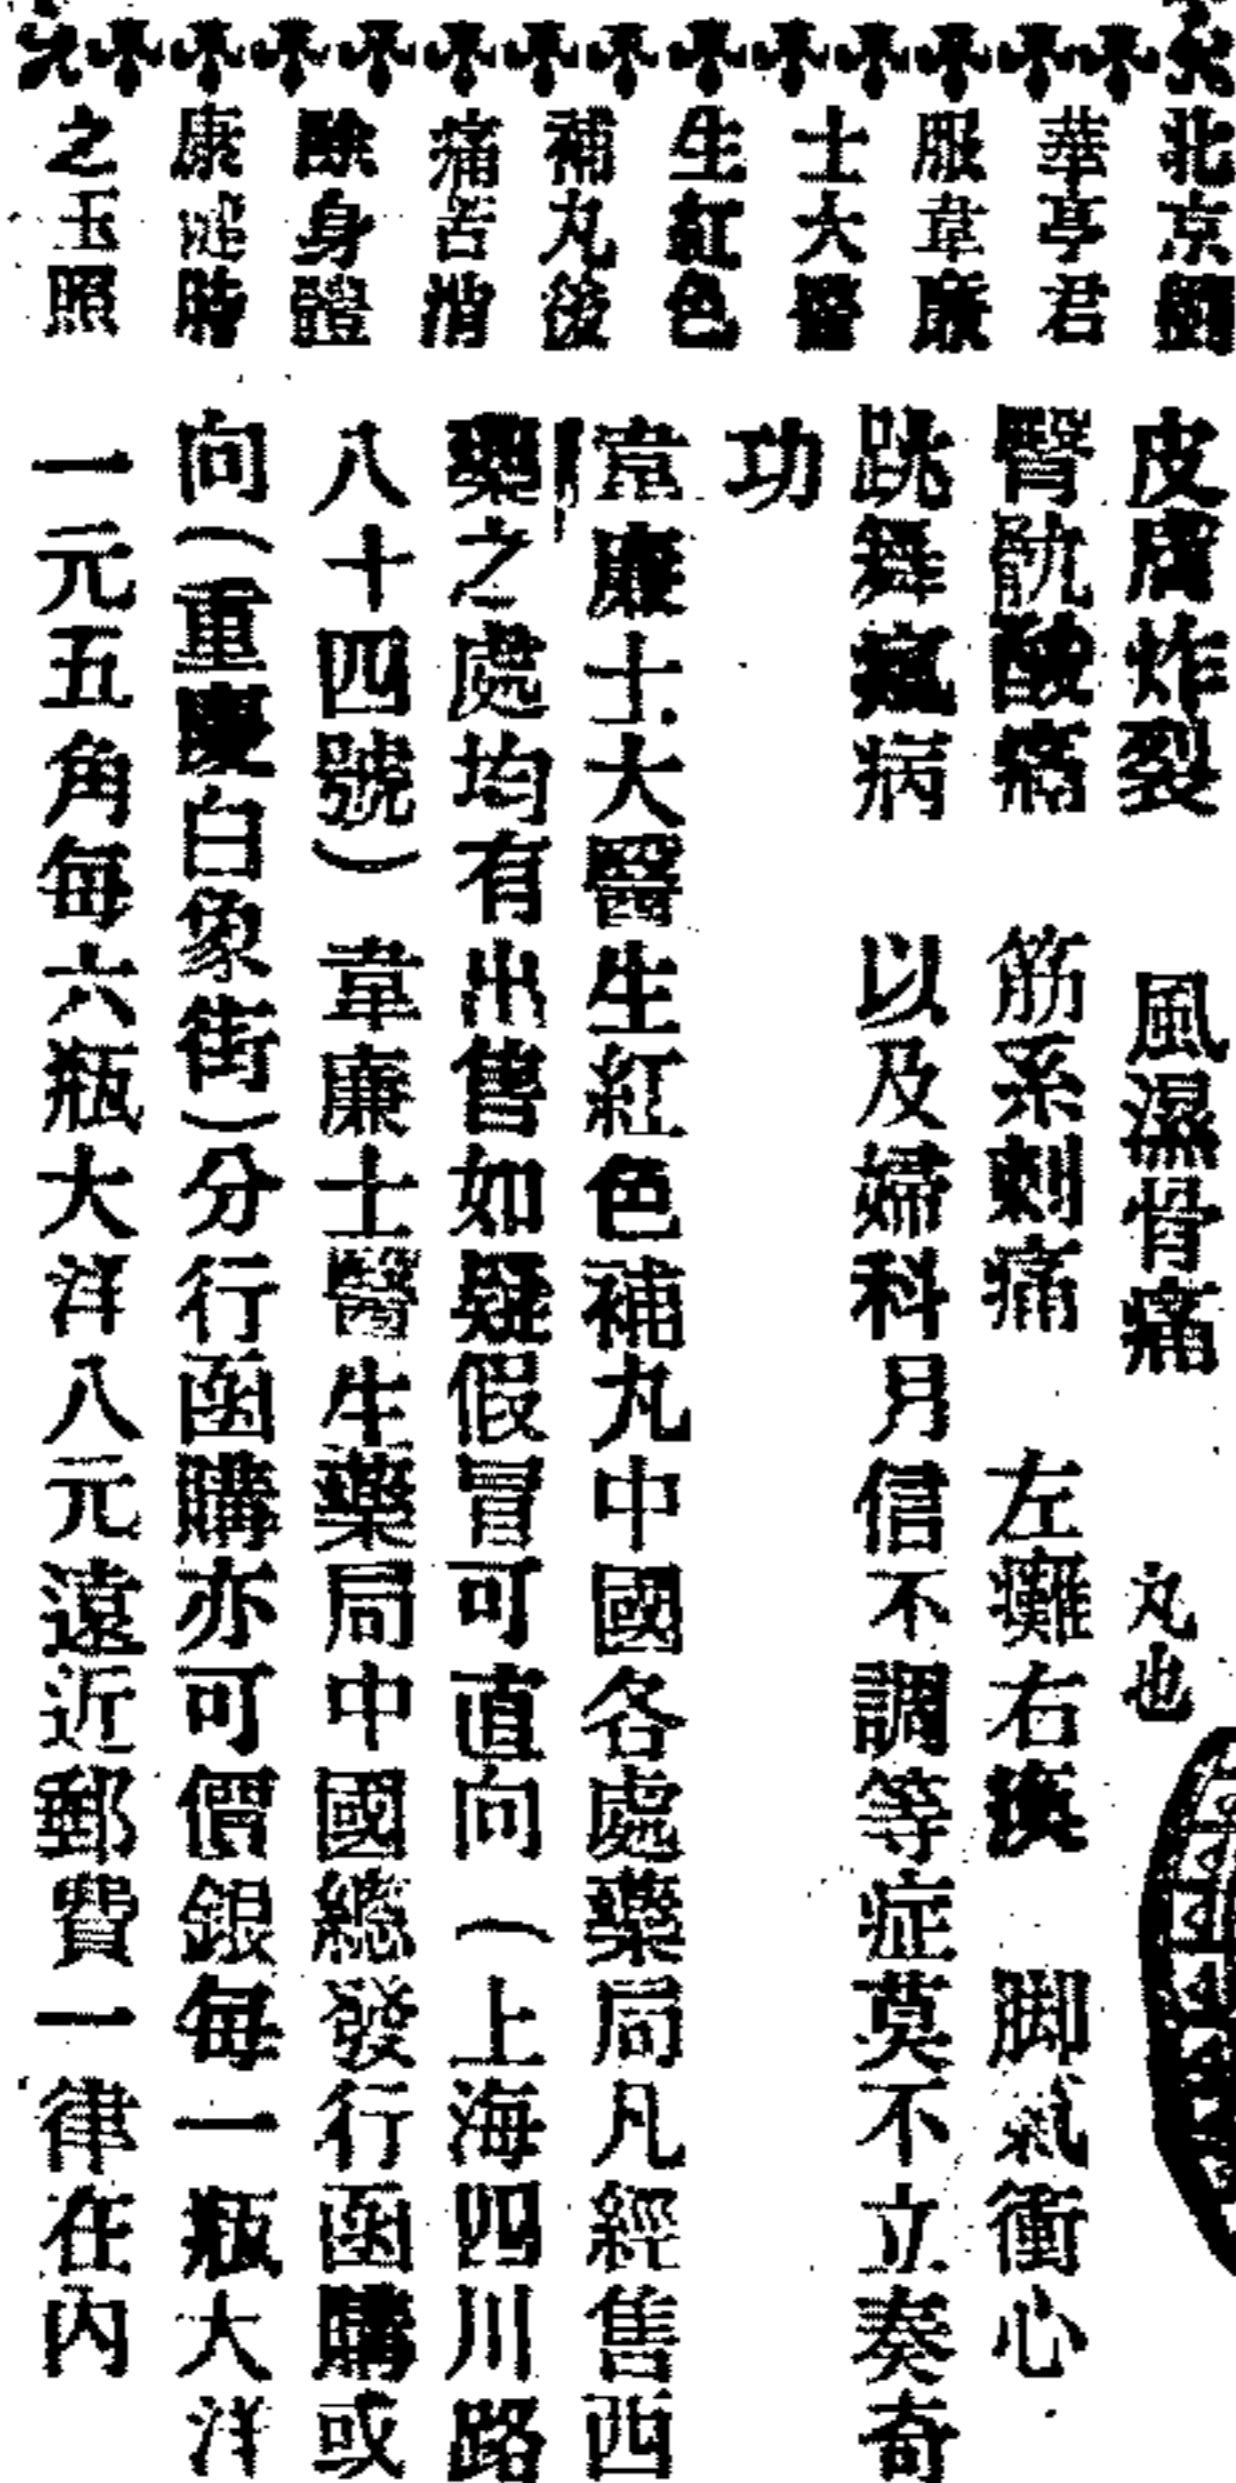 北京劉
華亭君
服韋廉
士大醫
生紅色
補丸後
痛苦消
除身體
康健時
之玉照
皮膚炸裂　風濕骨痛　丸也
腎骩酸痛　筋系刺痛　左癱右瘓　脚氣衝心
跳舞瘋病　以及婦科月信不調等症莫不立奏奇
功
韋廉士大醫生紅色補丸中國各處藥局凡經售西
藥之處均有出售如疑假冒可直向（上海四川路
八十四號）韋廉士醫生藥局中國總發行函購或
向（重慶白象街）分行函購亦可價銀每一瓶大洋
一元五角每六瓶大洋八元遠近郵費一律在內